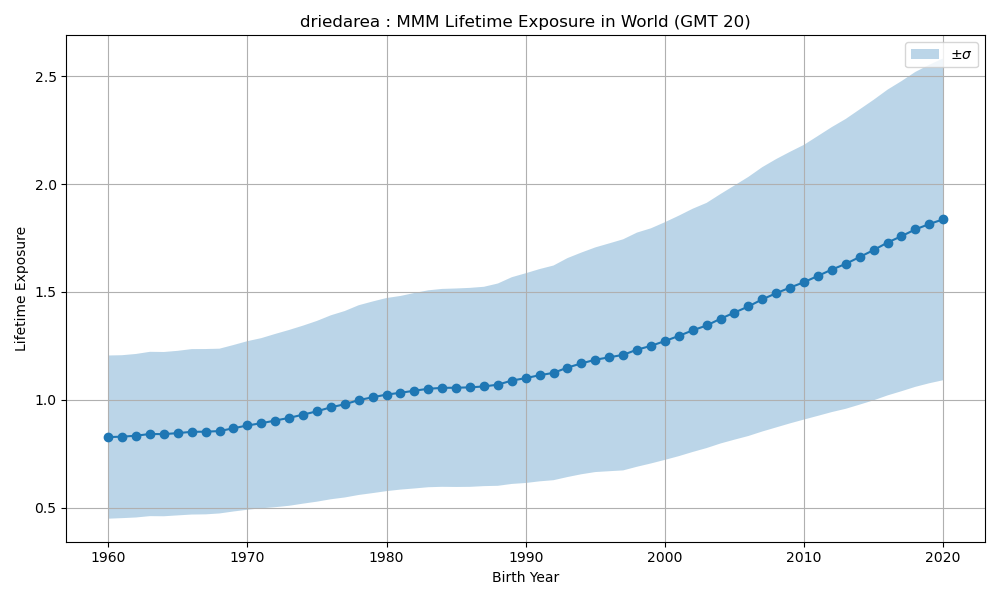 driedarea : MMM Lifetime Exposure in World (GMT 20)
±σ
2.5
2.0
1.5
1.0
0.5
Lifetime Exposure
1960 1970 1980 1990 2000 2010 2020
Birth Year